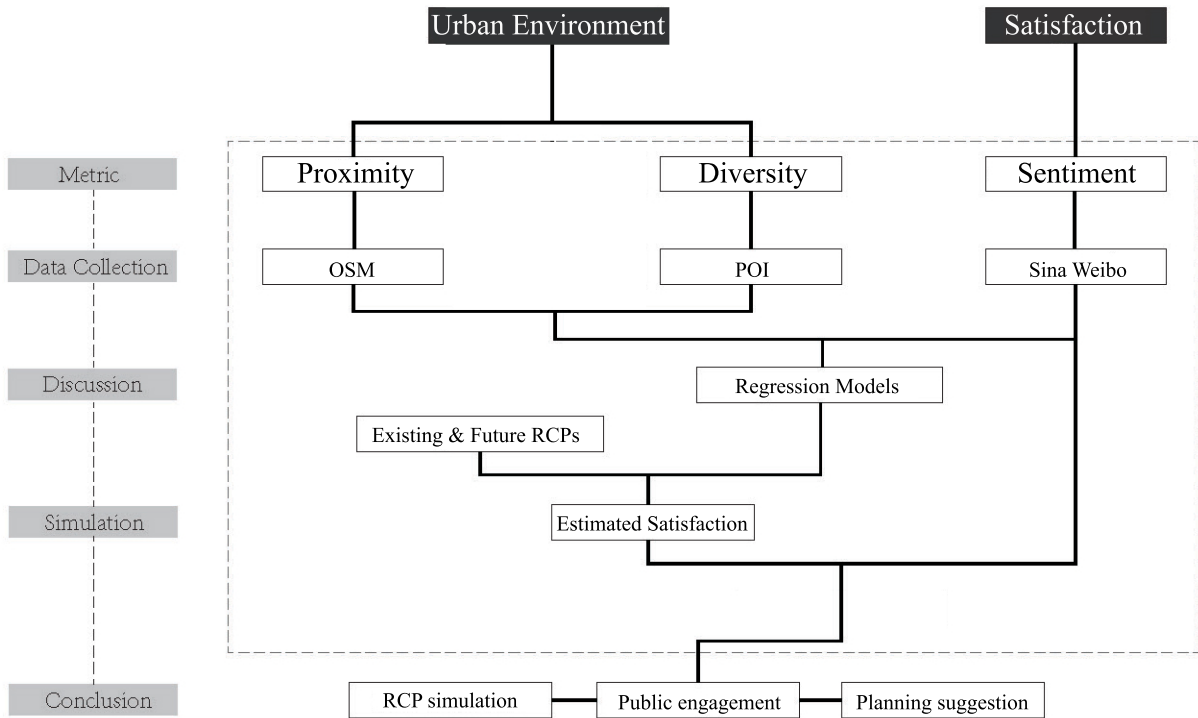 Urban Environment
Satisfaction
Metric
Proximity
Diversity
Sentiment
Data Collection
OSM
POI
Sina Weibo
Discussion
Regression Models
Existing & Future RCPs
Simulation
Estimated Satisfaction
Conclusion
RCP simulation
Public engagement
Planning suggestion